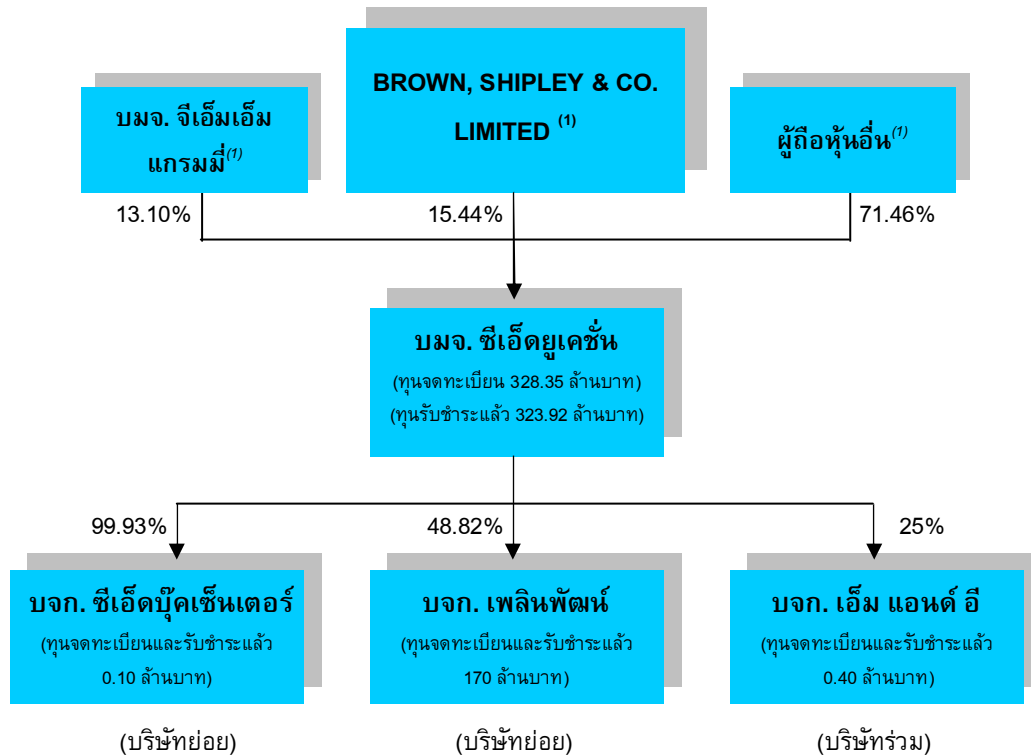 บมจ. จีเอ็มเอ็ม
แกรมมี่(1)
BROWN, SHIPLEY & CO.
LIMITED (1)
ผู้ถือหุ้นอื่น(1)
13.10%
15.44%
71.46%
บมจ. ซีเอ็ดยูเคชั่น
(ทุนจดทะเบียน 328.35 ล้านบาท)
(ทุนรับชำระแล้ว 323.92 ล้านบาท)
99.93%
48.82%
25%
บจก. ซีเอ็ดบุ๊คเซ็นเตอร์
(ทุนจดทะเบียนและรับชำระแล้ว
0.10 ล้านบาท)
บจก. เพลินพัฒน์
(ทุนจดทะเบียนและรับชำระแล้ว
170 ล้านบาท)
บจก. เอ็ม แอนด์ อี
(ทุนจดทะเบียนและรับชำระแล้ว
0.40 ล้านบาท)
(บริษัทย่อย)
(บริษัทย่อย)
(บริษัทร่วม)